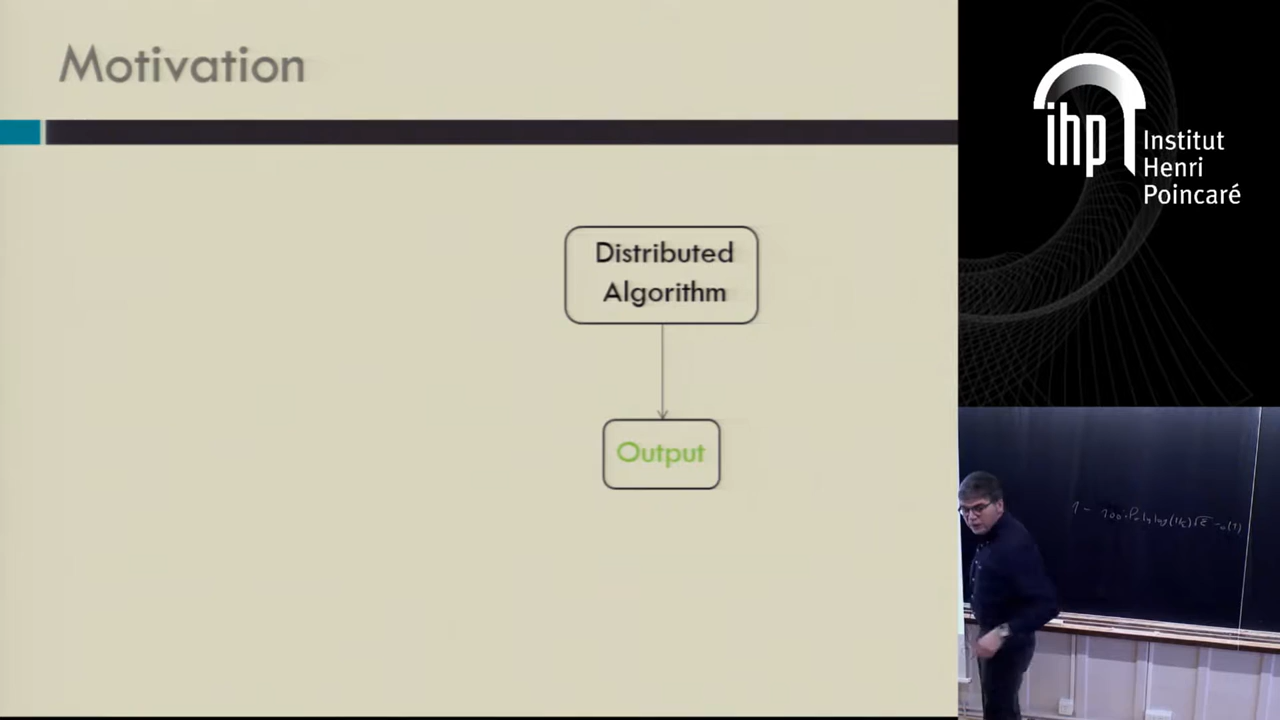 Motivation
Distributed
Algorithm
Output
ihp
Institut
Henri
Poincaré